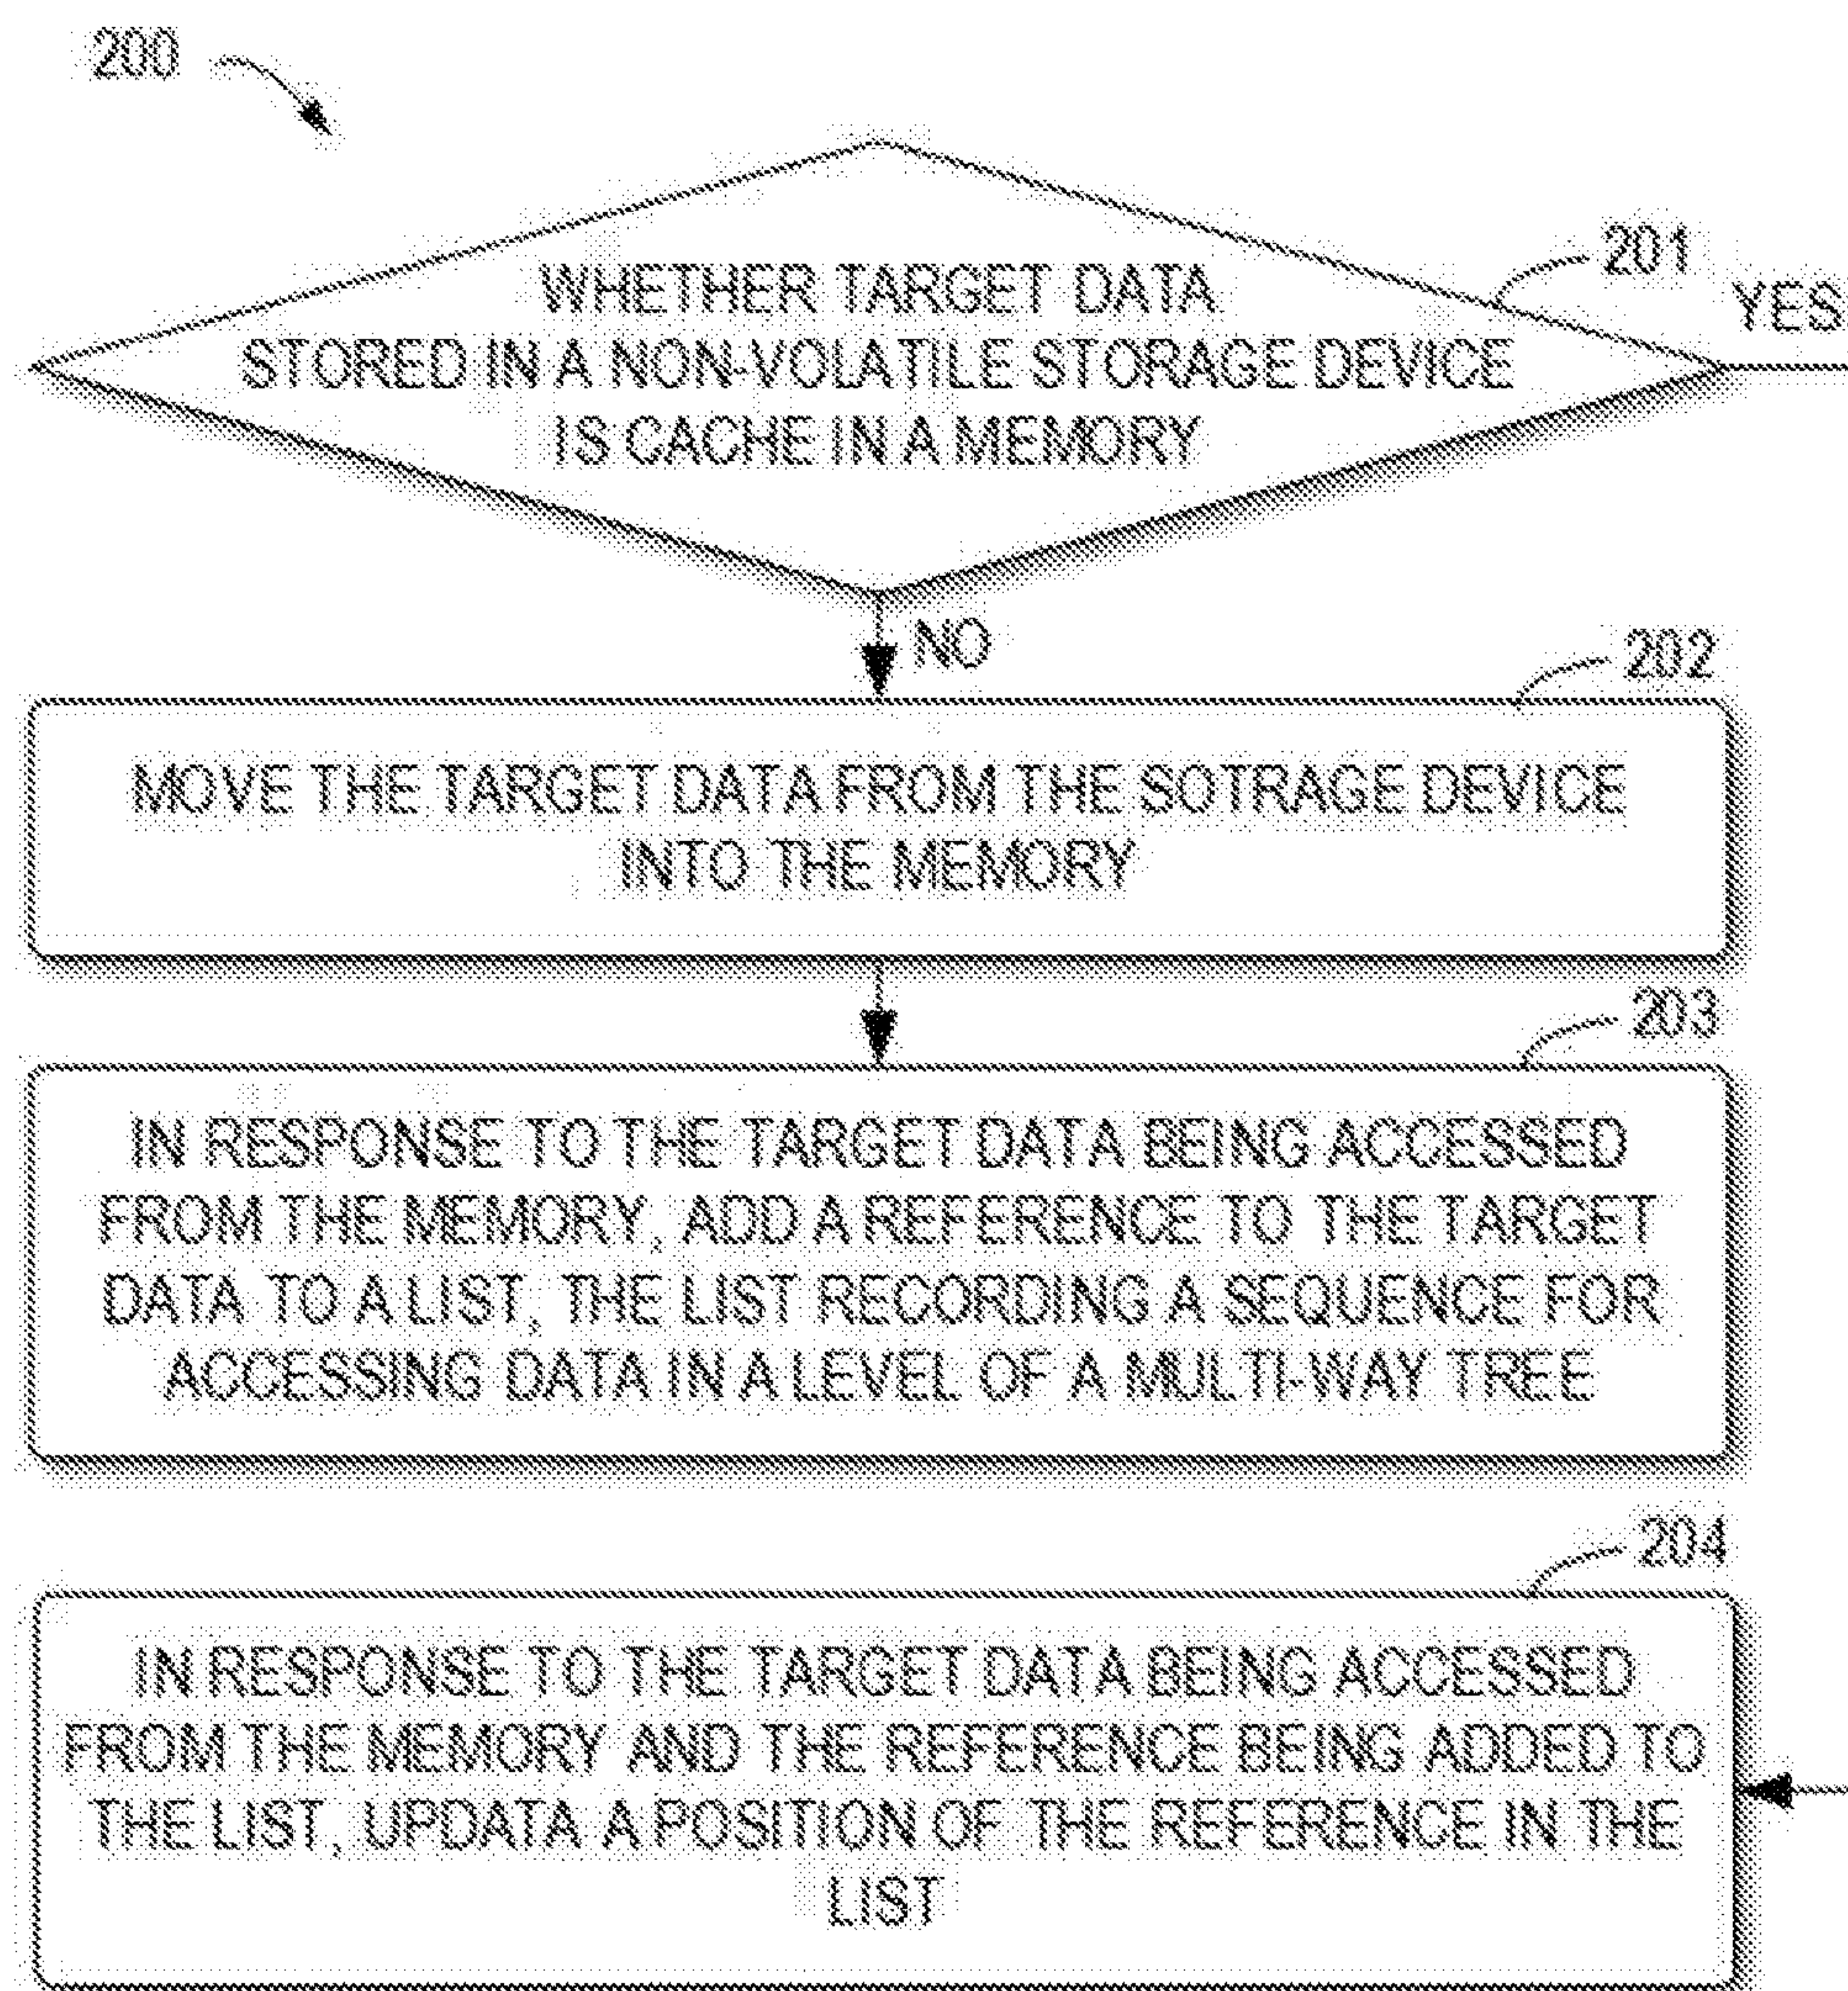 200
WHETHER TARGET DATA
STORED IN A NON-VOLATILE STORAGE DEVICE
IS CACHE IN A MEMORY
201
YES
NO
202
MOVE THE TARGET DATA FROM THE SOTRAGE DEVICE
INTO THE MEMORY
203
IN RESPONSE TO THE TARGET DATA BEING ACCESSED
FROM THE MEMORY, ADD A REFERENCE TO THE TARGET
DATA TO A LIST, THE LIST RECORDING A SEQUENCE FOR
ACCESSING DATA IN A LEVEL OF A MULTI-WAY TREE
204
IN RESPONSE TO THE TARGET DATA BEING ACCESSED
FROM THE MEMORY AND THE REFERENCE BEING ADDED TO
THE LIST, UPDATA A POSITION OF THE REFERENCE IN THE
LIST